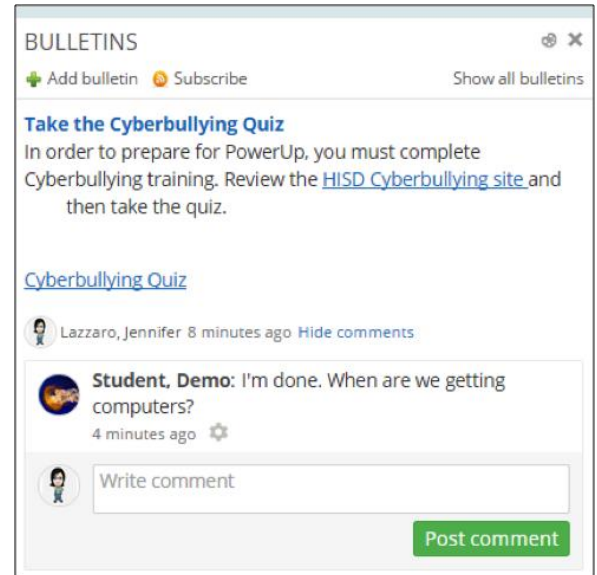 BULLETINS
Add bulletin Subscribe Show all bulletins
Take the Cyberbullying Quiz
In order to prepare for PowerUp, you must complete
Cyberbullying training. Review the HISD Cyberbullying site and
then take the quiz.
Cyberbullying Quiz
Lazzaro, Jennifer 8 minutes ago Hide comments
Student, Demo: I'm done. When are we getting
computers?
4 minutes ago
Write comment
Post comment